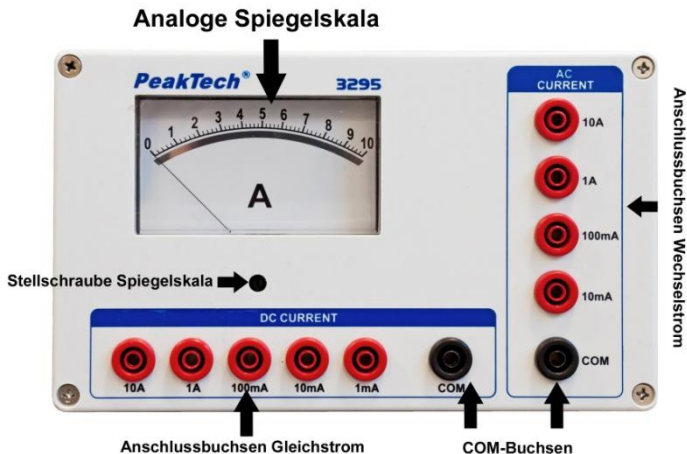 Analoge Spiegelskala
PeakTech® 3295
0 1 2 3 4 5 6 7 8 9 10
A
Stellschraube Spiegelskala
DC CURRENT
10A 1A 100mA 10mA 1mA COM
AC
CURRENT
10A
1A
100mA
10mA
COM
Anschlussbuchsen Wechselstrom
Anschlussbuchsen Gleichstrom
COM-Buchsen